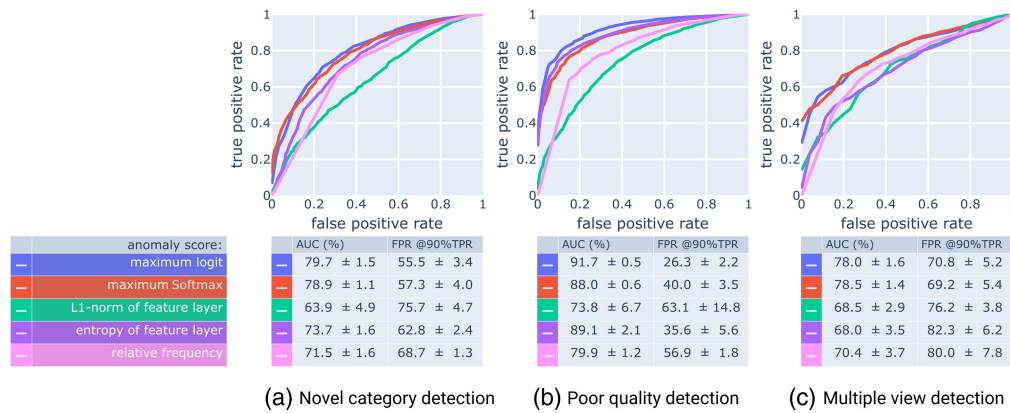 1
0.8
0.6
0.4
0.2
0
true positive rate
0 0.2 0.4 0.6 0.8 1
false positive rate
1
0.8
0.6
0.4
0.2
0
true positive rate
0 0.2 0.4 0.6 0.8 1
false positive rate
1
0.8
0.6
0.4
0.2
0
true positive rate
0 0.2 0.4 0.6 0.8 1
false positive rate
anomaly score: AUC (%) FPR @90%TPR AUC (%) FPR @90%TPR AUC (%) FPR @90%TPR
maximum logit 79.7 ± 1.5 55.5 ± 3.4 91.7 ± 0.5 26.3 ± 2.2 78.0 ± 1.6 70.8 ± 5.2
maximum Softmax 78.9 ± 1.1 57.3 ± 4.0 88.0 ± 0.6 40.0 ± 3.5 78.5 ± 1.4 69.2 ± 5.4
L1-norm of feature layer 63.9 ± 4.9 75.7 ± 4.7 73.8 ± 6.7 63.1 ± 14.8 68.5 ± 2.9 76.2 ± 3.8
entropy of feature layer 73.7 ± 1.6 62.8 ± 2.4 89.1 ± 2.1 35.6 ± 5.6 68.0 ± 3.5 82.3 ± 6.2
relative frequency 71.5 ± 1.6 68.7 ± 1.3 79.9 ± 1.2 56.9 ± 1.8 70.4 ± 3.7 80.0 ± 7.8
(a) Novel category detection (b) Poor quality detection (c) Multiple view detection